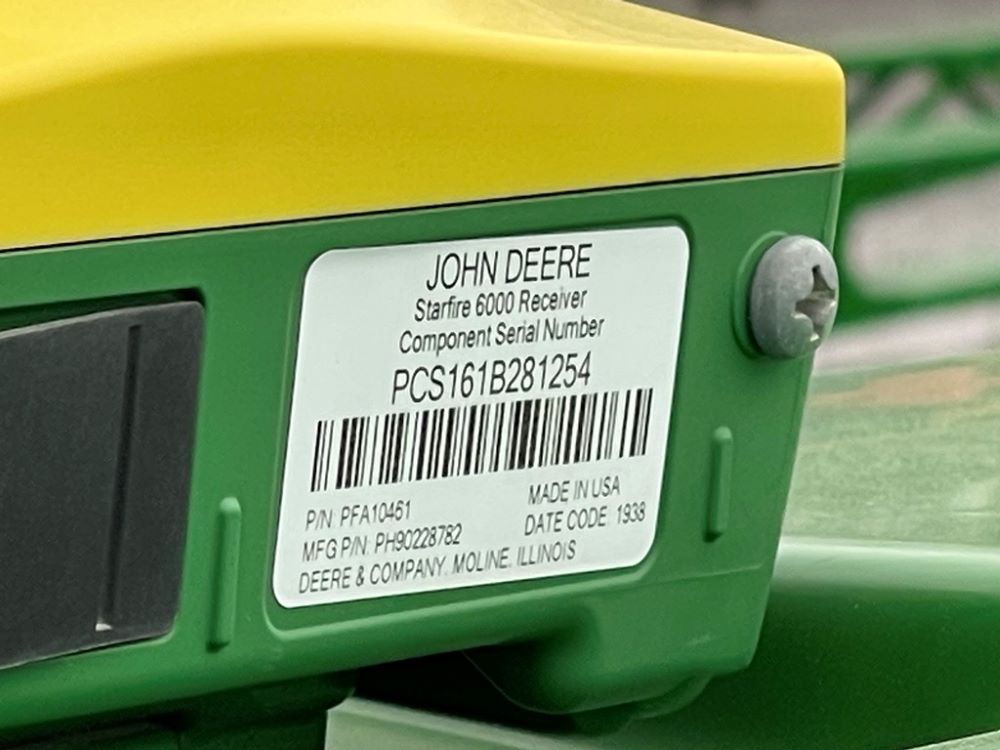 JOHN DEERE
Starfire 6000 Receiver
Component Serial Number
PCS161B281254
P/N: PFA10461
MADE IN USA
MFG P/N: PH90228782
DATE CODE: 1938
DEERE & COMPANY. MOLINE. ILLINOIS